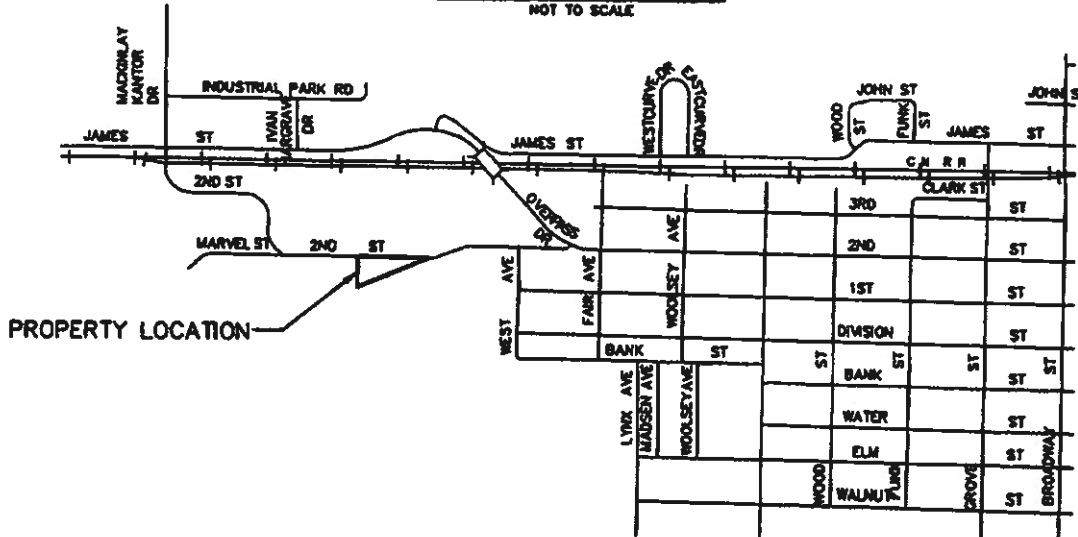 NOT TO SCALE
MACKINLAY
KANTOR
DR
INDUSTRIAL PARK RD
IVAN
DR
JAMES ST
JAMES ST
WESTCURVE DR
EASTCURVE DR
JOHN ST
WOOD
ST
FUNK
ST
JAMES ST
JOHN S
C N R R
2ND ST
CLARK ST
3RD ST
OVERPASS
DR
MARVEL ST
2ND ST
2ND ST
1ST ST
WEST AVE
FAIR AVE
WOOLSEY AVE
PROPERTY LOCATION
DIVISION ST
BANK ST
BANK ST
LYNX AVE
MADSEN AVE
WOOLSEY AVE
WATER ST
ELM ST
WALNUT ST
WOOD ST
FUNK ST
GROVE ST
BROADWAY ST